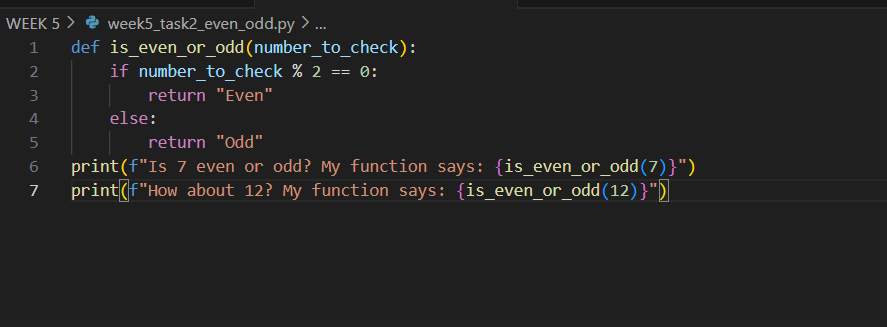 WEEK 5 > week5_task2_even_odd.py > ...
1 def is_even_or_odd(number_to_check):
2     if number_to_check % 2 == 0:
3         return "Even"
4     else:
5         return "Odd"
6 print(f"Is 7 even or odd? My function says: {is_even_or_odd(7)}")
7 print(f"How about 12? My function says: {is_even_or_odd(12)}")